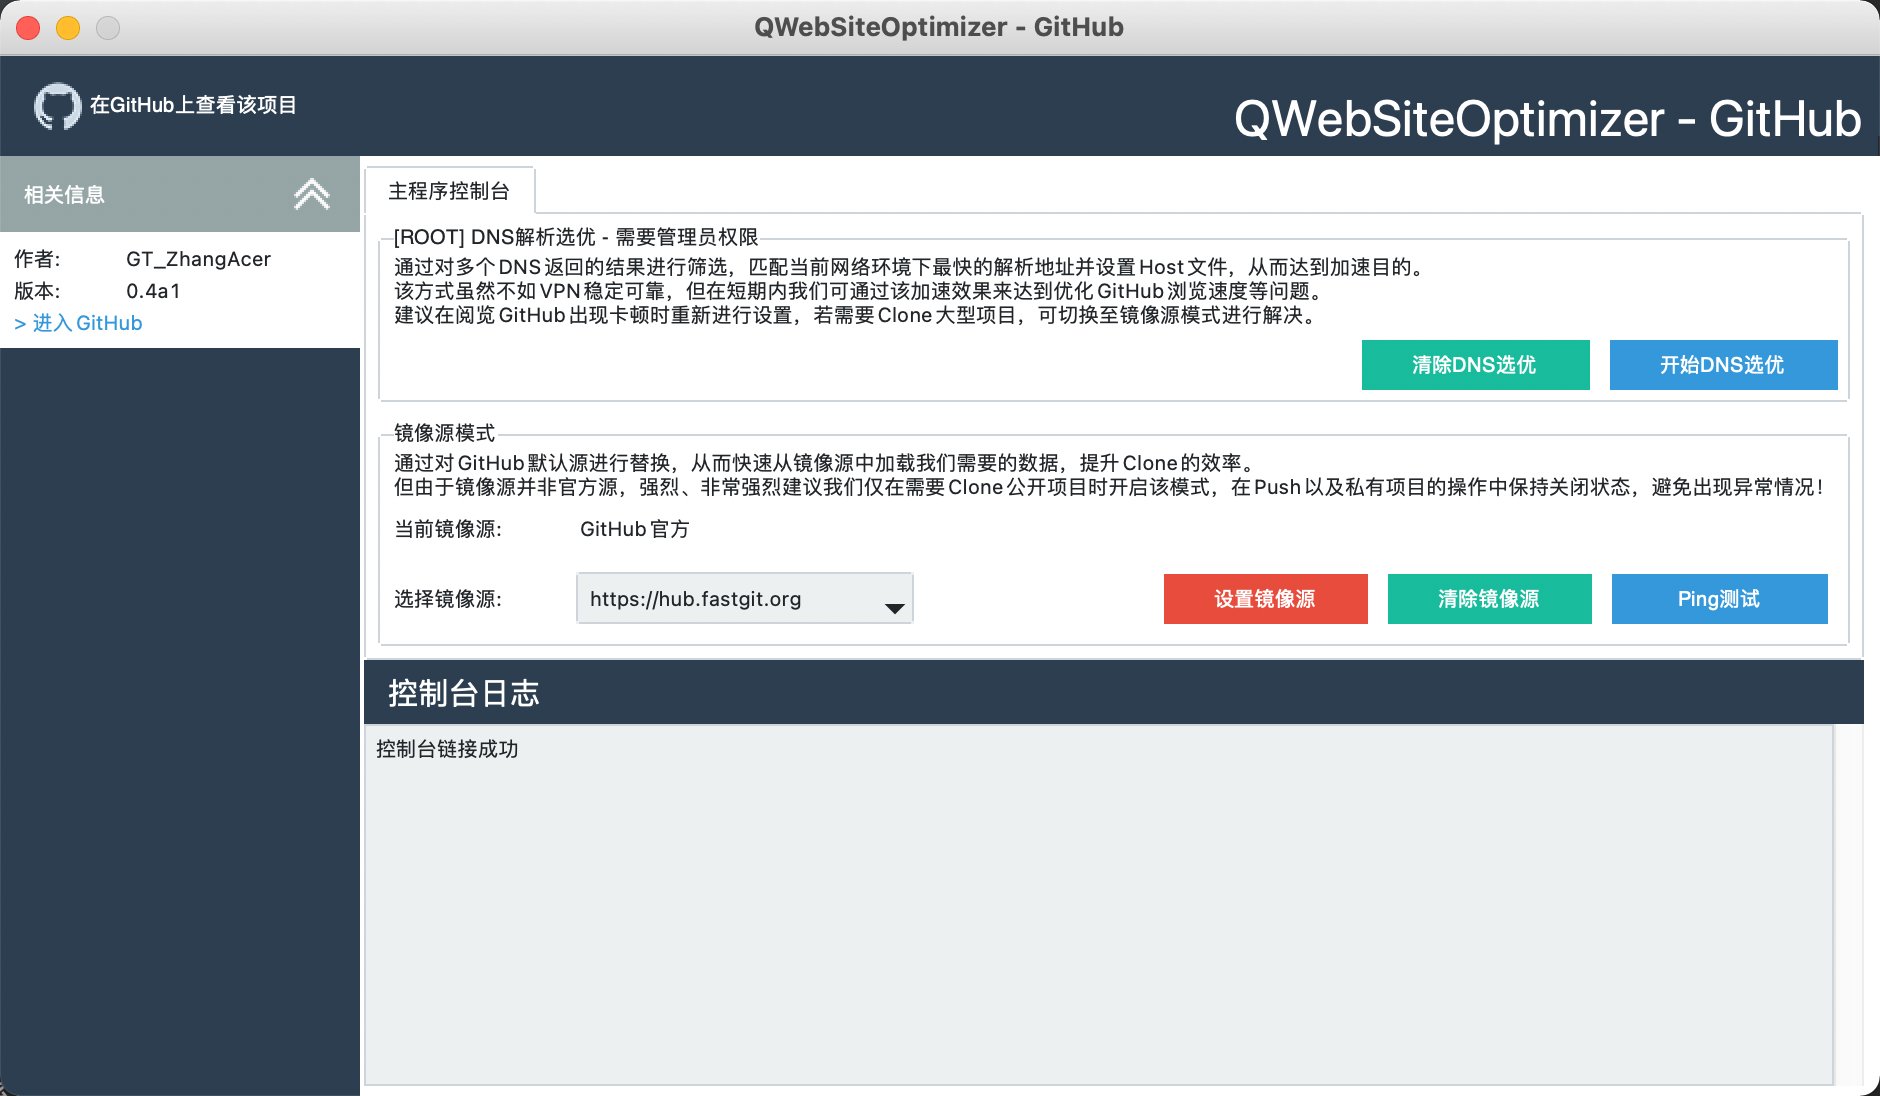 QWebSiteOptimizer - GitHub
在GitHub上查看该项目
QWebSiteOptimizer - GitHub
相关信息
作者: GT_ZhangAcer
版本: 0.4a1
> 进入GitHub
主程序控制台
[ROOT] DNS解析选优 - 需要管理员权限
通过对多个DNS返回的结果进行筛选，匹配当前网络环境下最快的解析地址并设置Host文件，从而达到加速目的。
该方式虽然不如VPN稳定可靠，但在短期内我们可通过该加速效果来达到优化GitHub浏览速度等问题。
建议在阅览GitHub出现卡顿时重新进行设置，若需要Clone大型项目，可切换至镜像源模式进行解决。
清除DNS选优 开始DNS选优
镜像源模式
通过对GitHub默认源进行替换，从而快速从镜像源中加载我们需要的数据，提升Clone的效率。
但由于镜像源并非官方源，强烈、非常强烈建议我们仅在需要Clone公开项目时开启该模式，在Push以及私有项目的操作中保持关闭状态，避免出现异常情况！
当前镜像源: GitHub官方
选择镜像源: https://hub.fastgit.org 设置镜像源 清除镜像源 Ping测试
控制台日志
控制台链接成功